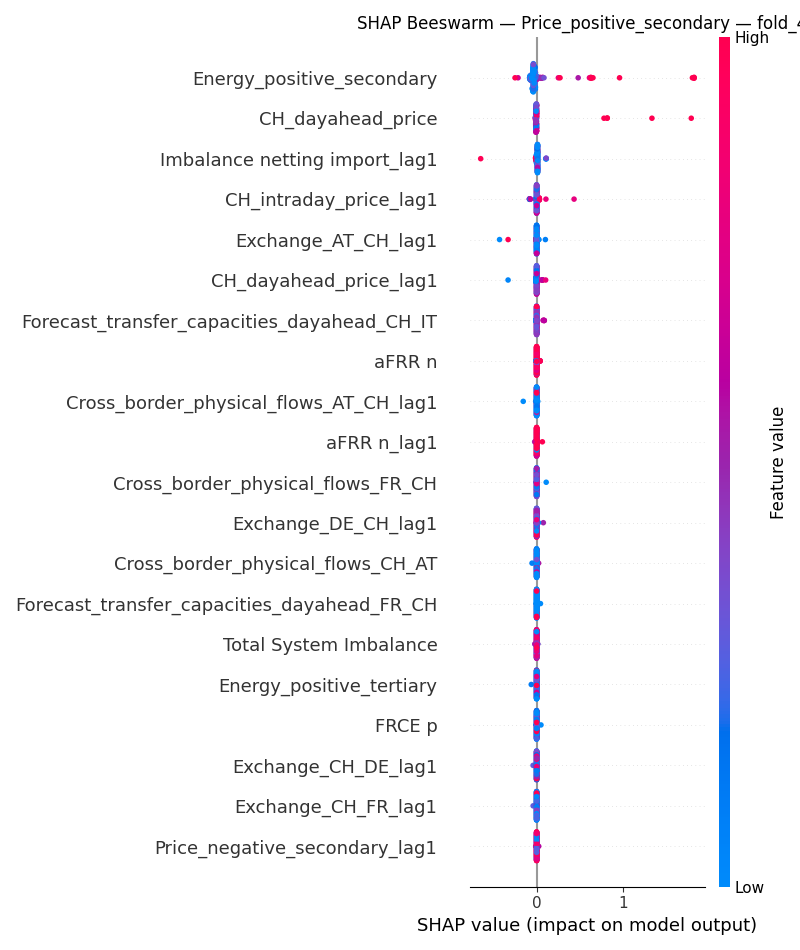 SHAP Beeswarm — Price_positive_secondary — fold_4
High
Energy_positive_secondary
CH_dayahead_price
Imbalance netting import_lag1
CH_intraday_price_lag1
Exchange_AT_CH_lag1
CH_dayahead_price_lag1
Forecast_transfer_capacities_dayahead_CH_IT
aFRR n
Cross_border_physical_flows_AT_CH_lag1
aFRR n_lag1
Cross_border_physical_flows_FR_CH
Exchange_DE_CH_lag1
Cross_border_physical_flows_CH_AT
Forecast_transfer_capacities_dayahead_FR_CH
Total System Imbalance
Energy_positive_tertiary
FRCE p
Exchange_CH_DE_lag1
Exchange_CH_FR_lag1
Price_negative_secondary_lag1
Feature value
Low
0 1
SHAP value (impact on model output)